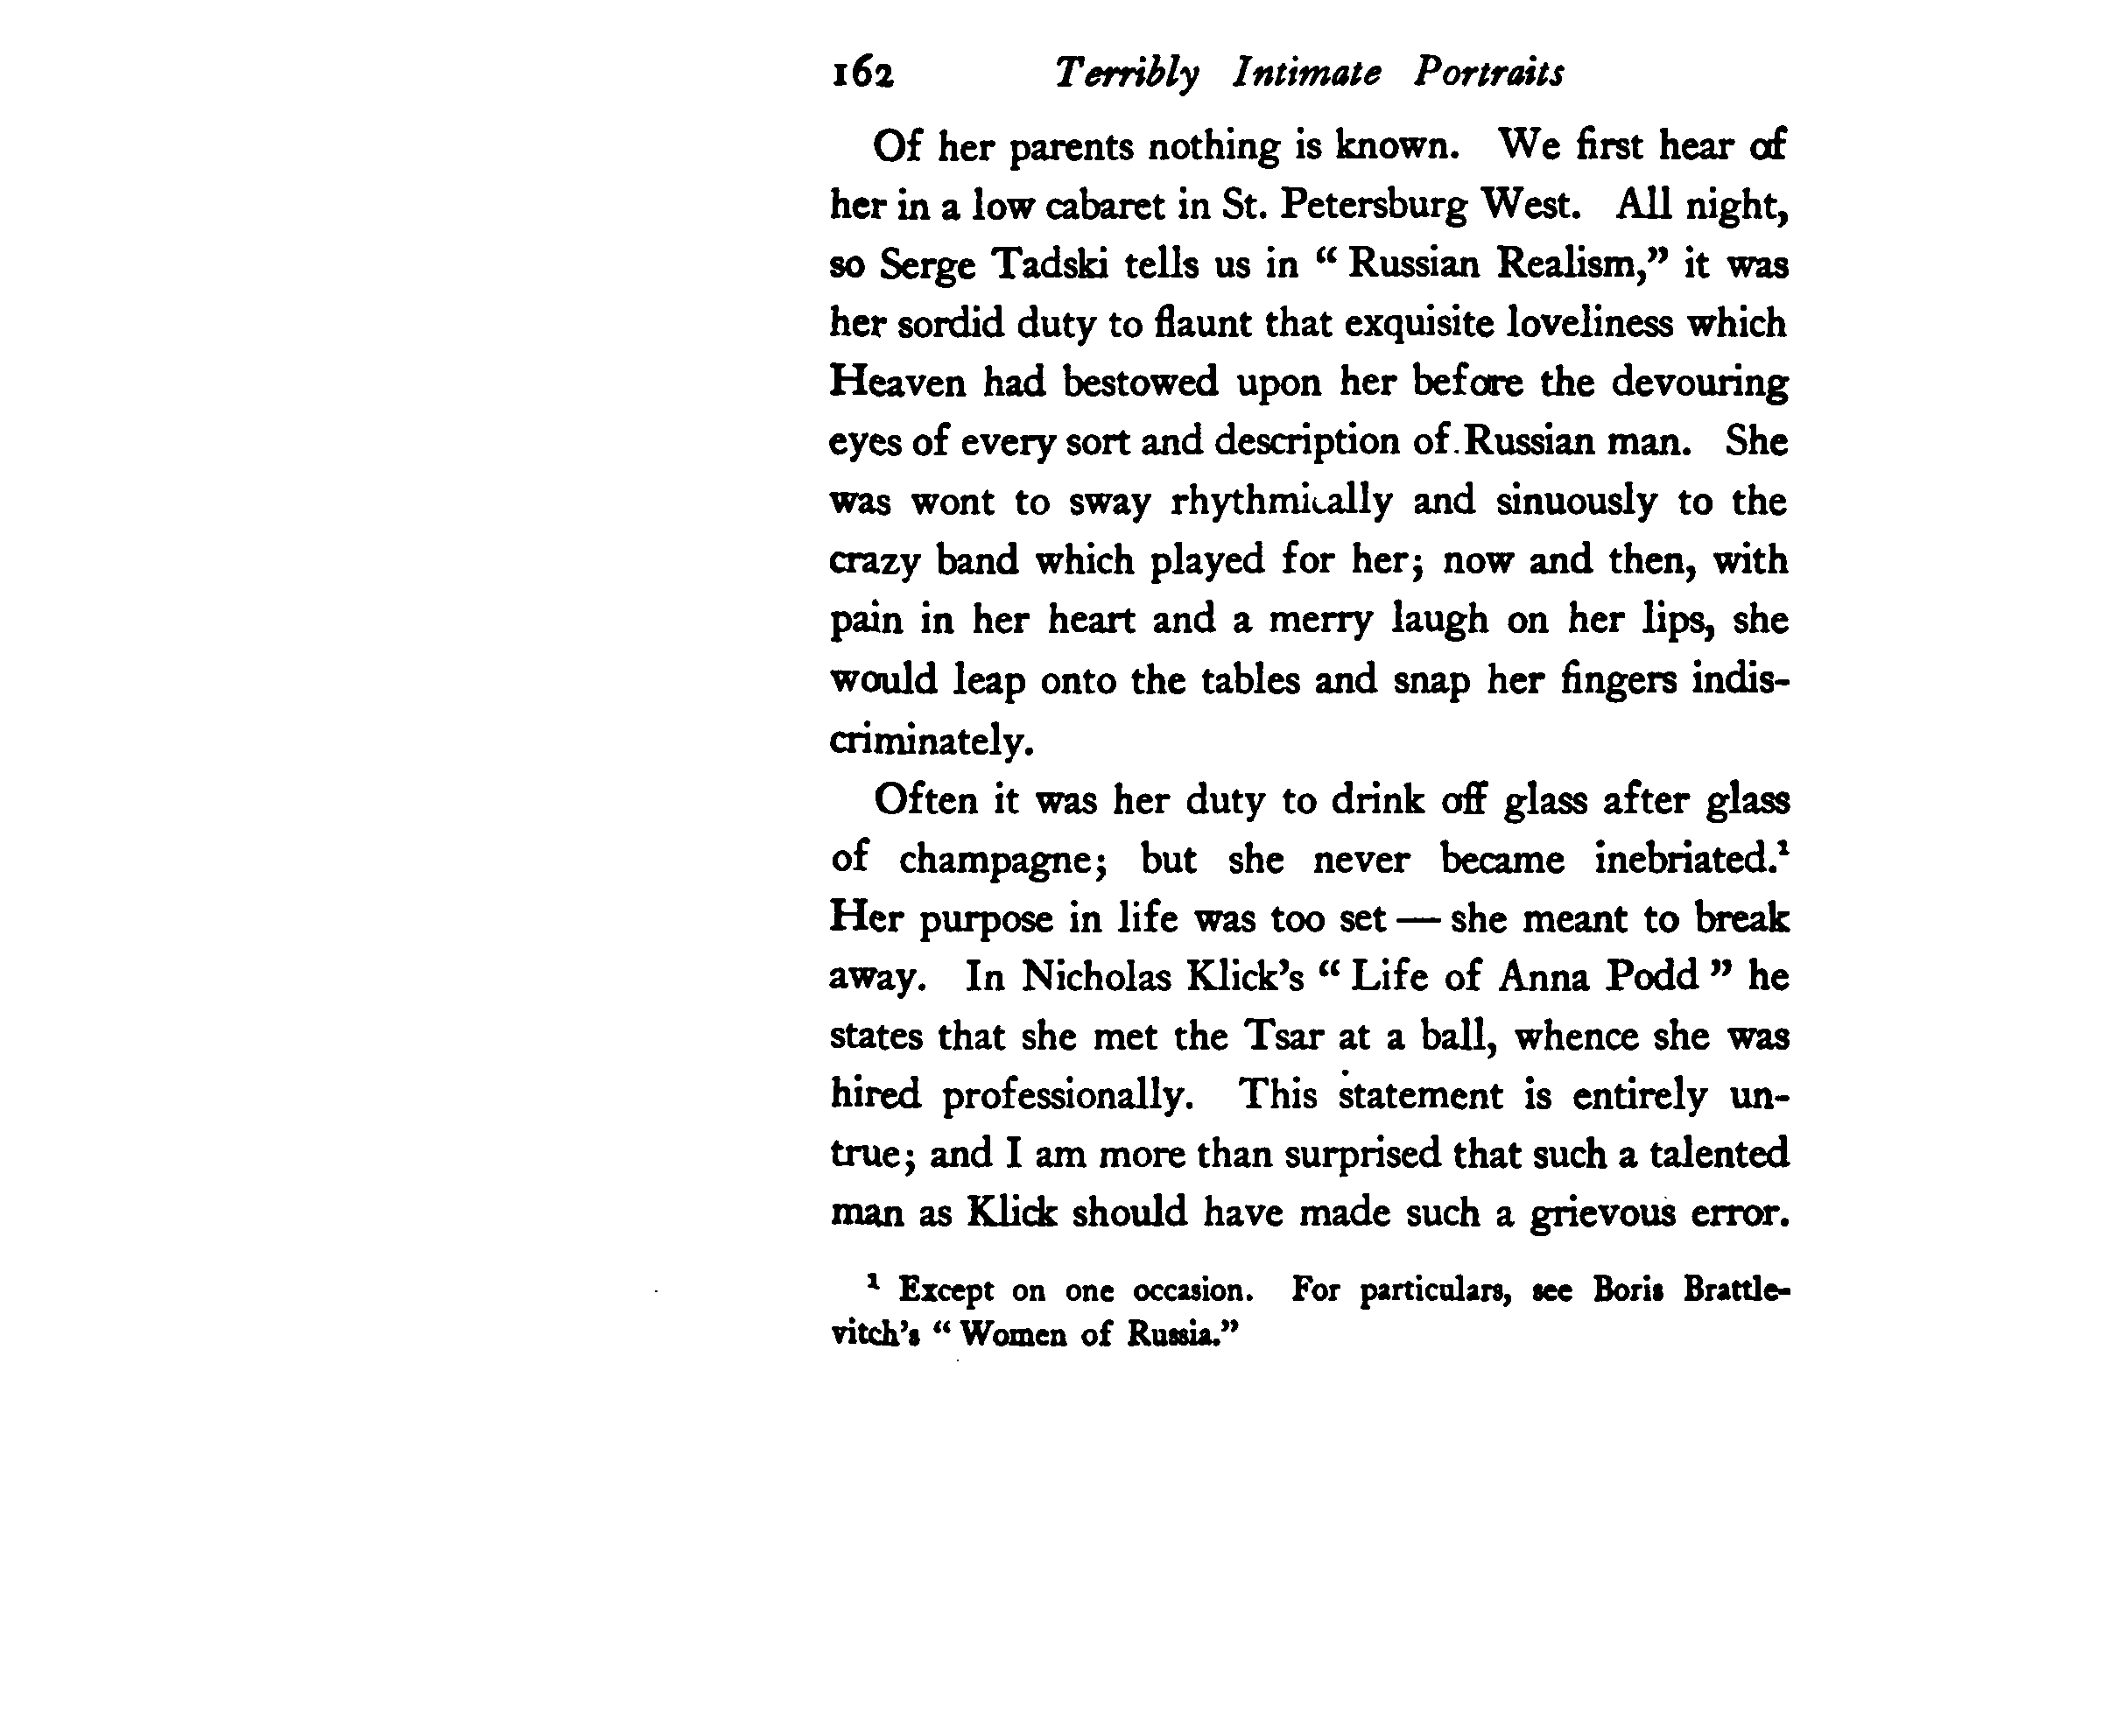 162 Terribly Intimate Portraits
Of her parents nothing is known. We first hear of
her in a low cabaret in St. Petersburg West. All night,
so Serge Tadski tells us in “ Russian Realism,” it was
her sordid duty to flaunt that exquisite loveliness which
Heaven had bestowed upon her before the devouring
eyes of every sort and description of Russian man. She
was wont to sway rhythmically and sinuously to the
crazy band which played for her; now and then, with
pain in her heart and a merry laugh on her lips, she
would leap onto the tables and snap her fingers indis-
criminately.
Often it was her duty to drink off glass after glass
of champagne; but she never became inebriated.¹
Her purpose in life was too set — she meant to break
away. In Nicholas Klick’s “ Life of Anna Podd ” he
states that she met the Tsar at a ball, whence she was
hired professionally. This statement is entirely un-
true; and I am more than surprised that such a talented
man as Klick should have made such a grievous error.
¹ Except on one occasion. For particulars, see Boris Brattle-
vitch’s “ Women of Russia.”